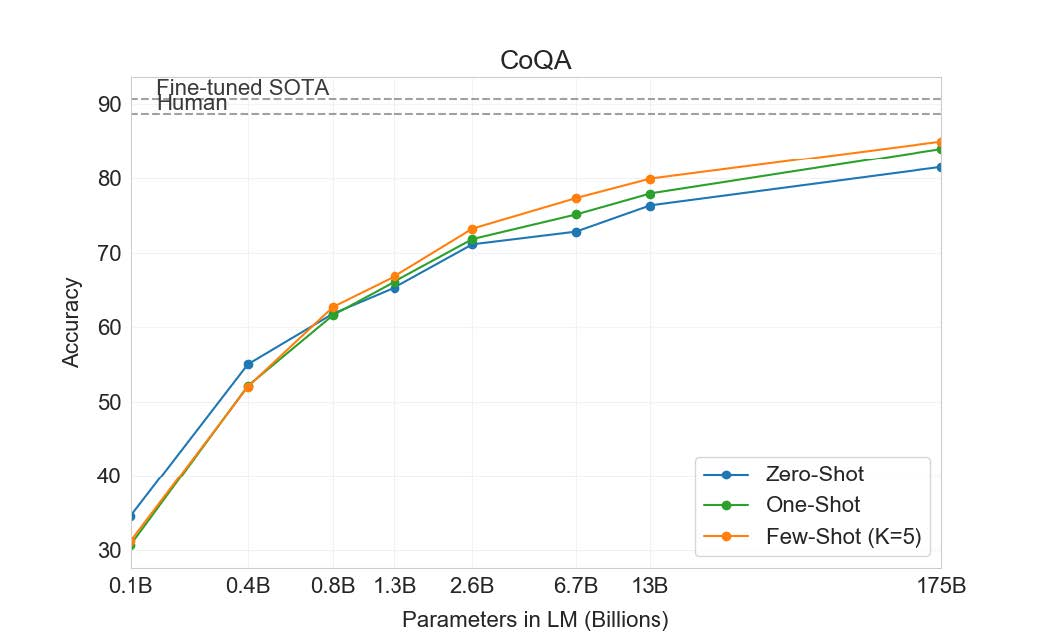 CoQA
Fine-tuned SOTA
Human
90
80
70
60
50
40
30
Accuracy
0.1B 0.4B 0.8B 1.3B 2.6B 6.7B 13B 175B
Parameters in LM (Billions)
Zero-Shot
One-Shot
Few-Shot (K=5)